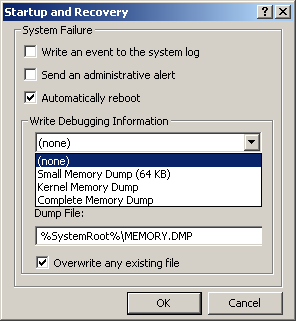 Startup and Recovery
System Failure
Write an event to the system log
Send an administrative alert
Automatically reboot
Write Debugging Information
(none)
(none)
Small Memory Dump (64 KB)
Kernel Memory Dump
Complete Memory Dump
Dump File:
%SystemRoot%\MEMORY.DMP
Overwrite any existing file
OK
Cancel